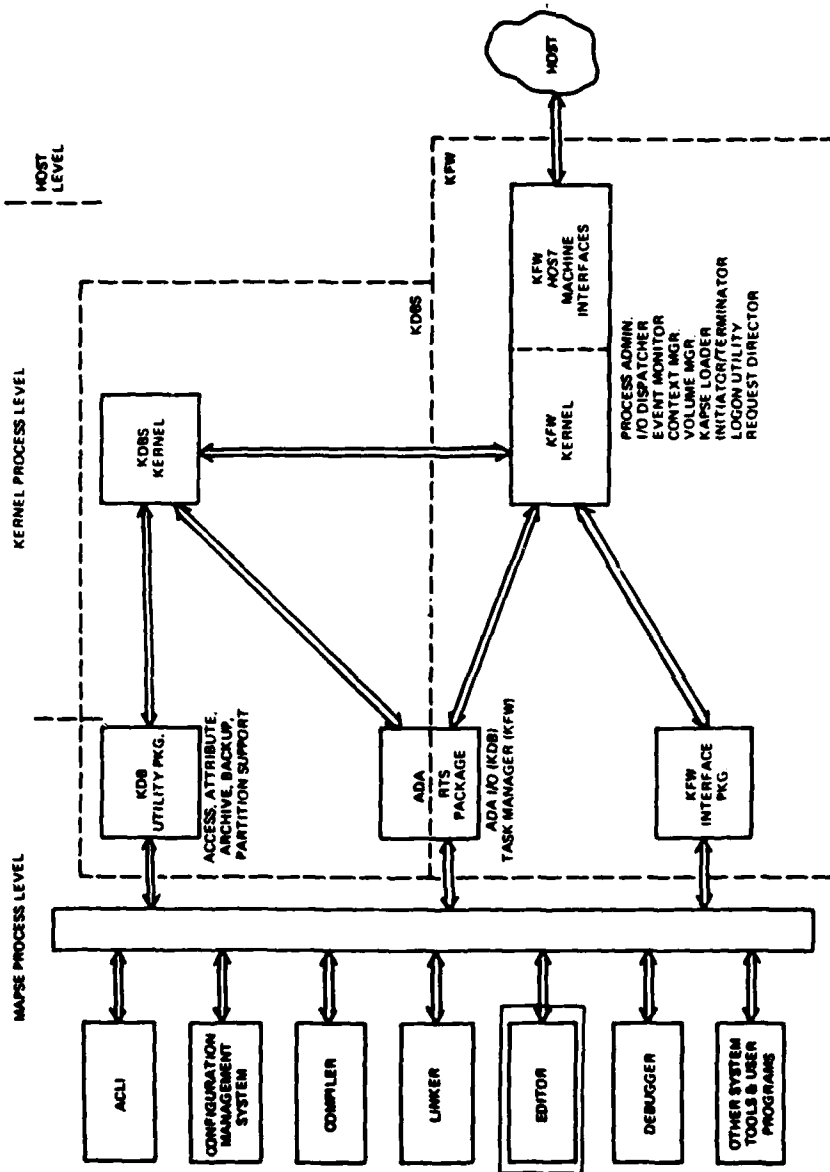 MAPSE PROCESS LEVEL
KERNEL PROCESS LEVEL
HOST
LEVEL
ACLI
CONFIGURATION
MANAGEMENT
SYSTEM
COMPILER
LINKER
EDITOR
DEBUGGER
OTHER SYSTEM
TOOLS & USER
PROGRAMS
KDB
UTILITY PKG.
ACCESS, ATTRIBUTE,
ARCHIVE, BACKUP,
PARTITION SUPPORT
ADA
RTS
PACKAGE
ADA I/O (KDB)
TASK MANAGER (KFW)
KFW
INTERFACE
PKG.
KDBS
KERNEL
KDBS
KFW
KFW
KERNEL
KFW
HOST
MACHINE
INTERFACES
PROCESS ADMIN.
I/O DISPATCHER
EVENT MONITOR
CONTEXT MGR.
VOLUME MGR.
KAPSE LOADER
INITIATOR/TERMINATOR
LOGON UTILITY
REQUEST DIRECTOR
HOST